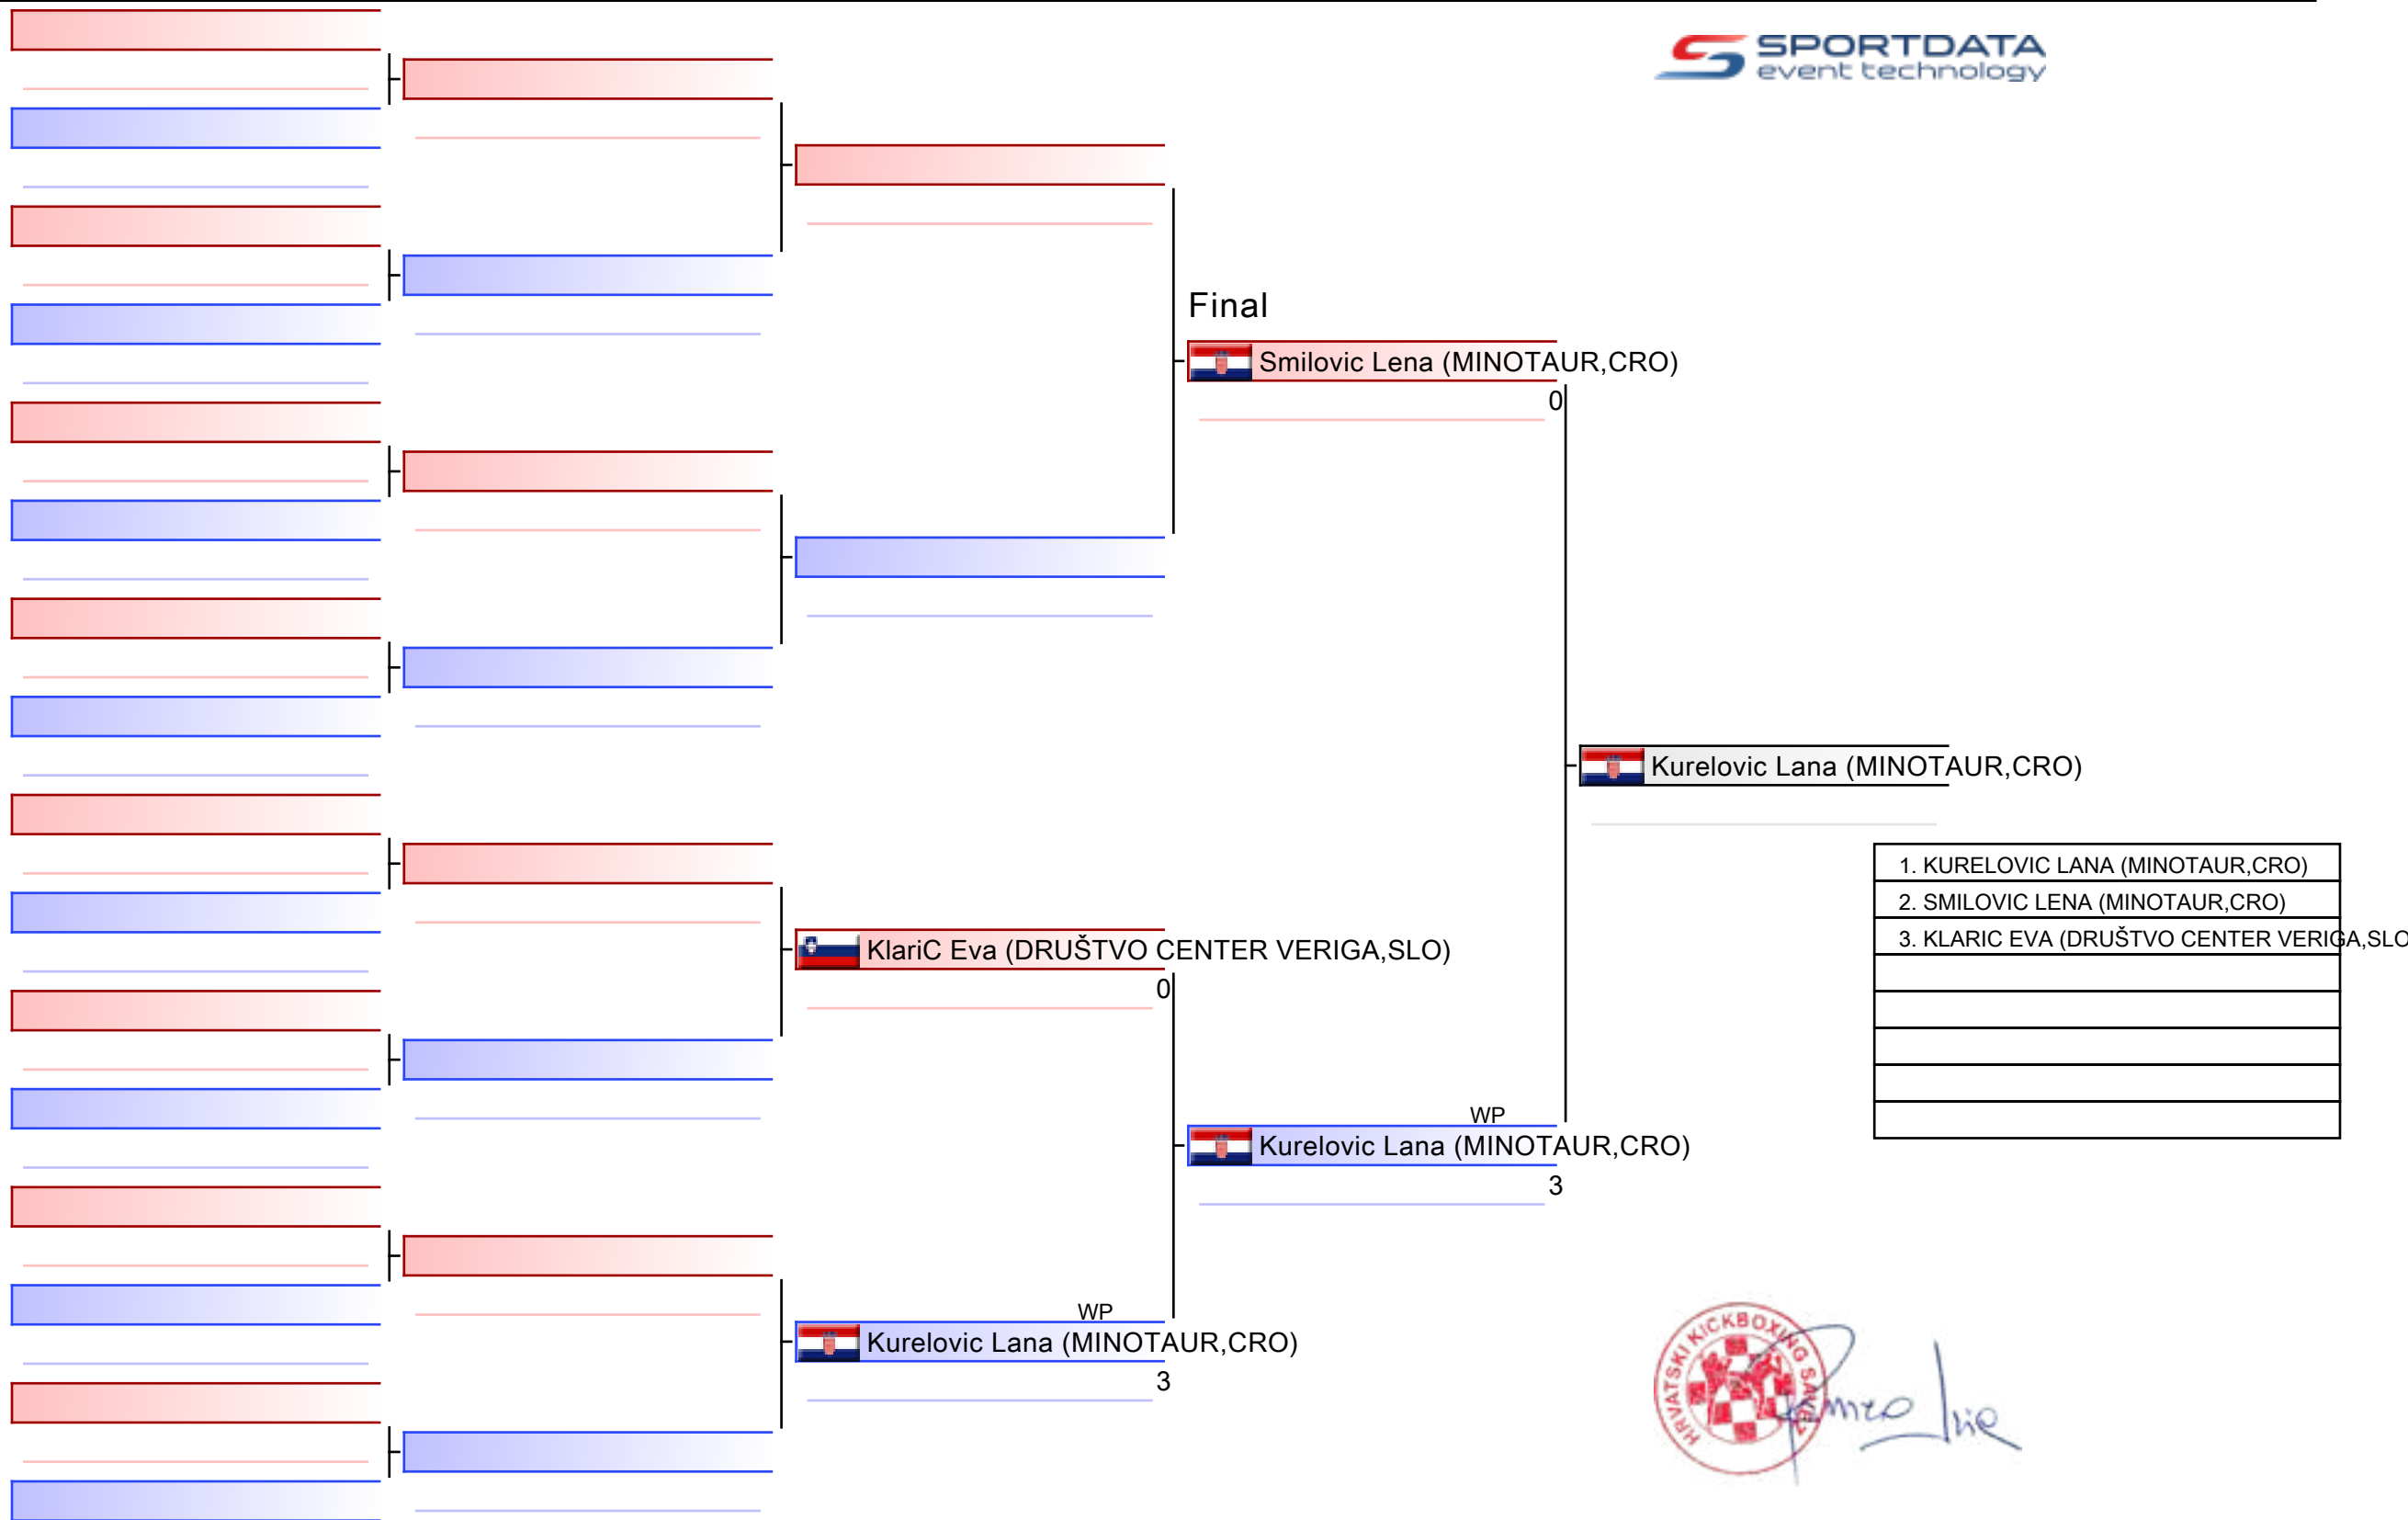 SPORTDATA
event technology
Final
Smilovic Lena (MINOTAUR,CRO)
0
Kurelovic Lana (MINOTAUR,CRO)
1. KURELOVIC LANA (MINOTAUR,CRO)
2. SMILOVIC LENA (MINOTAUR,CRO)
3. KLARIC EVA (DRUŠTVO CENTER VERIGA,SLO
KlariC Eva (DRUŠTVO CENTER VERIGA,SLO)
0
WP
Kurelovic Lana (MINOTAUR,CRO)
3
WP
Kurelovic Lana (MINOTAUR,CRO)
3
HRVATSKI KICKBOXING SAVEZ